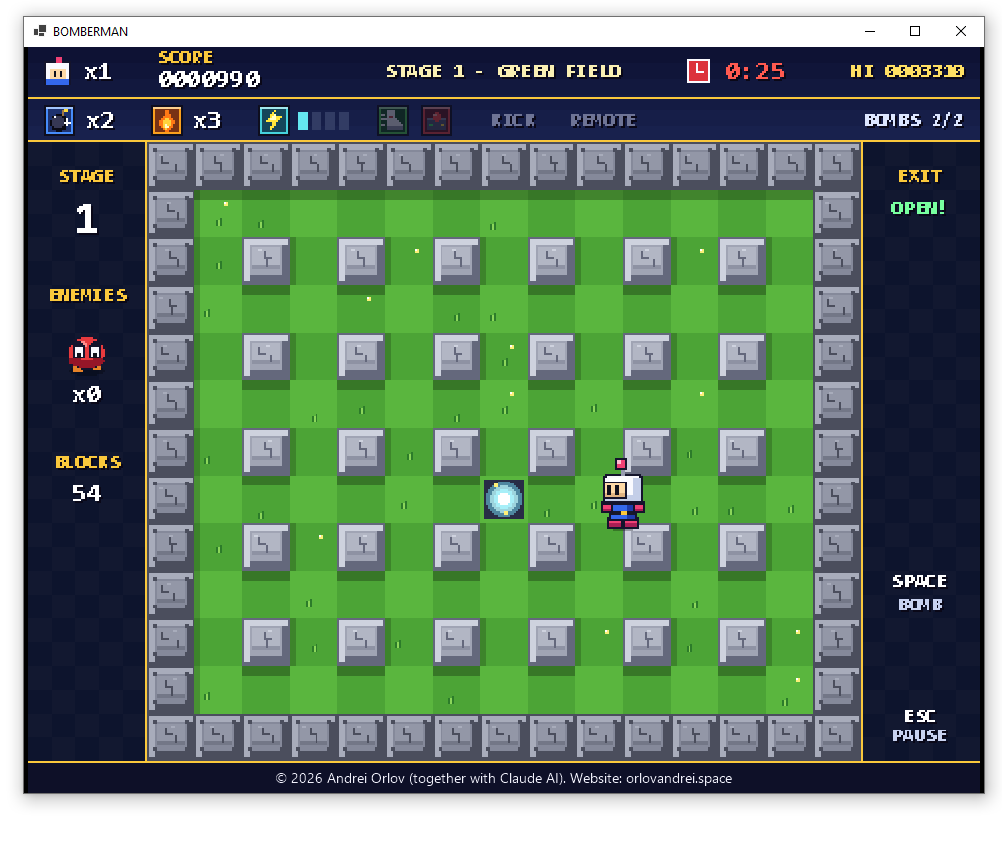 BOMBERMAN
x1
SCORE
0000990
STAGE 1 - GREEN FIELD
0:25
HI 0003310
x2
x3
KICK
REMOTE
BOMBS 2/2
STAGE
1
ENEMIES
x0
BLOCKS
54
EXIT
OPEN!
SPACE
BOMB
ESC
PAUSE
© 2026 Andrei Orlov (together with Claude AI). Website: orlovandrei.space